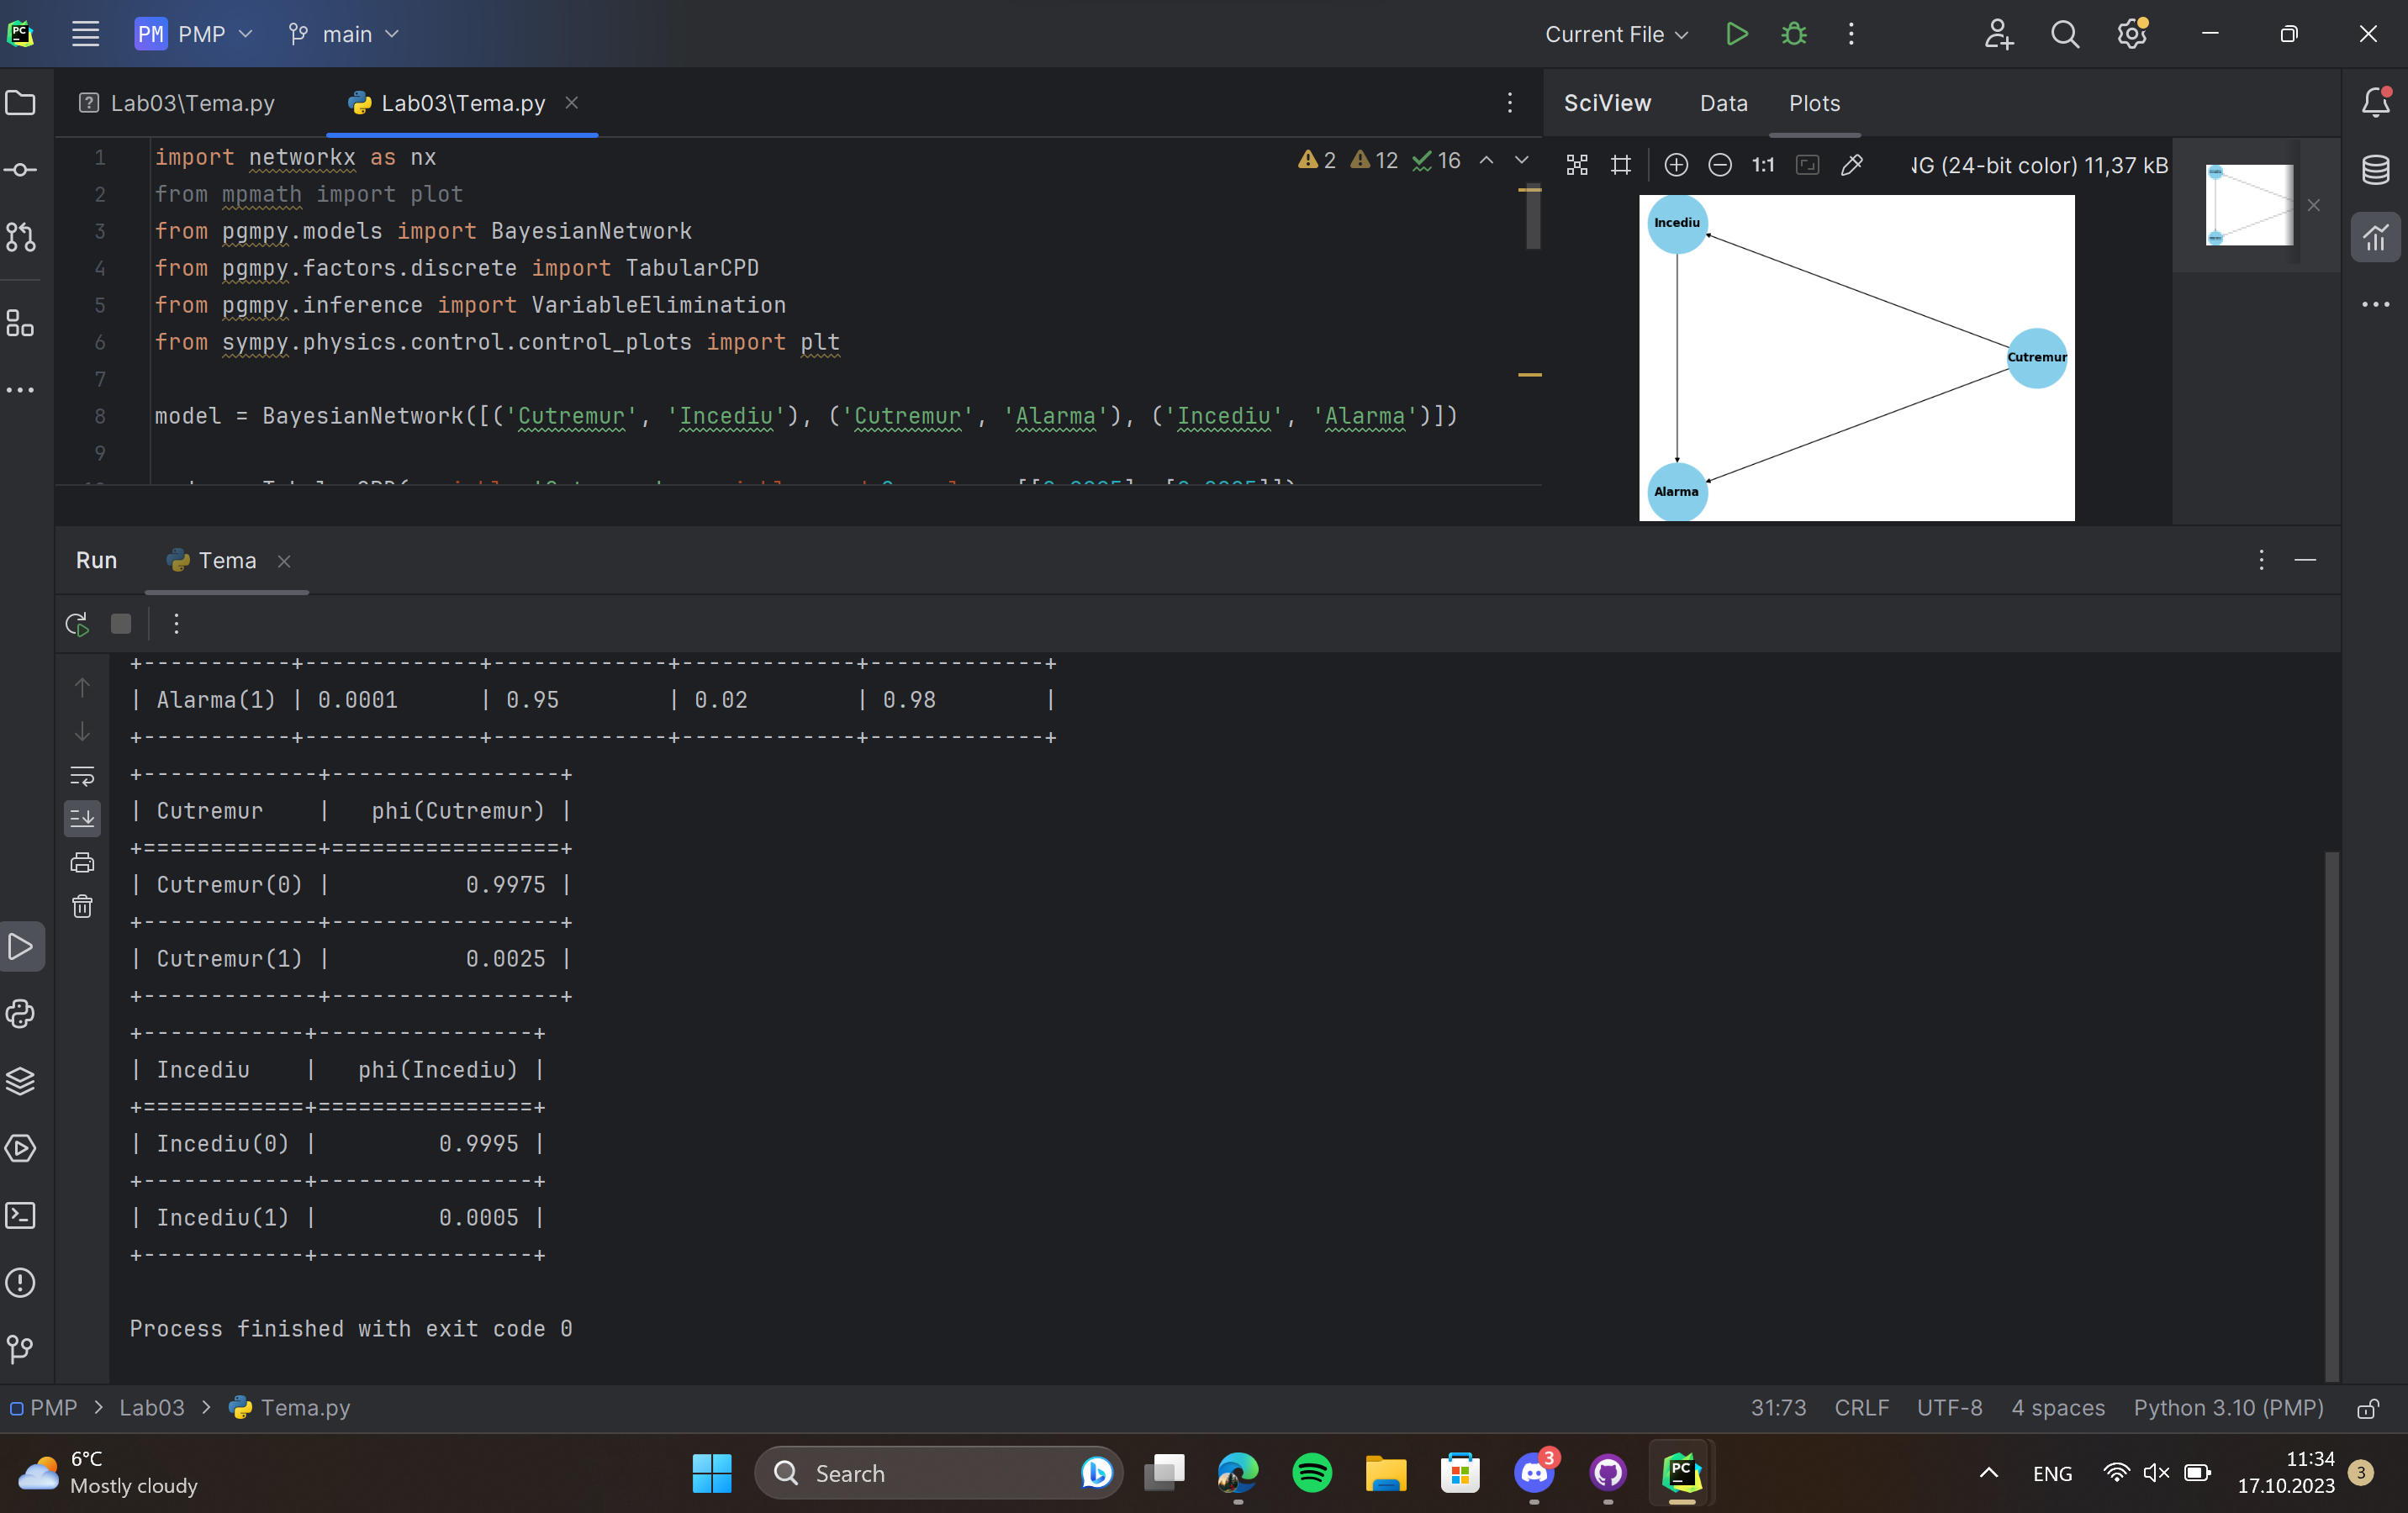 PC
PM PMP
main
Current File
Lab03\Tema.py
Lab03\Tema.py
SciView
Data
Plots
2 12 16
1:1
NG (24-bit color) 11,37 kB
1 import networkx as nx
2 from mpmath import plot
3 from pgmpy.models import BayesianNetwork
4 from pgmpy.factors.discrete import TabularCPD
5 from pgmpy.inference import VariableElimination
6 from sympy.physics.control.control_plots import plt
7
8 model = BayesianNetwork([('Cutremur', 'Incediu'), ('Cutremur', 'Alarma'), ('Incediu', 'Alarma')])
9
Incediu
Cutremur
Alarma
Run
Tema
+-----------+-------------+-------------+-------------+-------------+
| Alarma(1) | 0.0001      | 0.95        | 0.02        | 0.98        |
+-----------+-------------+-------------+-------------+-------------+
+-------------+-----------------+
| Cutremur    |   phi(Cutremur) |
+=============+=================+
| Cutremur(0) |          0.9975 |
+-------------+-----------------+
| Cutremur(1) |          0.0025 |
+-------------+-----------------+
+------------+----------------+
| Incediu    |   phi(Incediu) |
+============+================+
| Incediu(0) |         0.9995 |
+------------+----------------+
| Incediu(1) |         0.0005 |
+------------+----------------+
Process finished with exit code 0
PMP > Lab03 > Tema.py
31:73 CRLF UTF-8 4 spaces Python 3.10 (PMP)
6°C
Mostly cloudy
Search
3
PC
ENG
11:34
17.10.2023
3